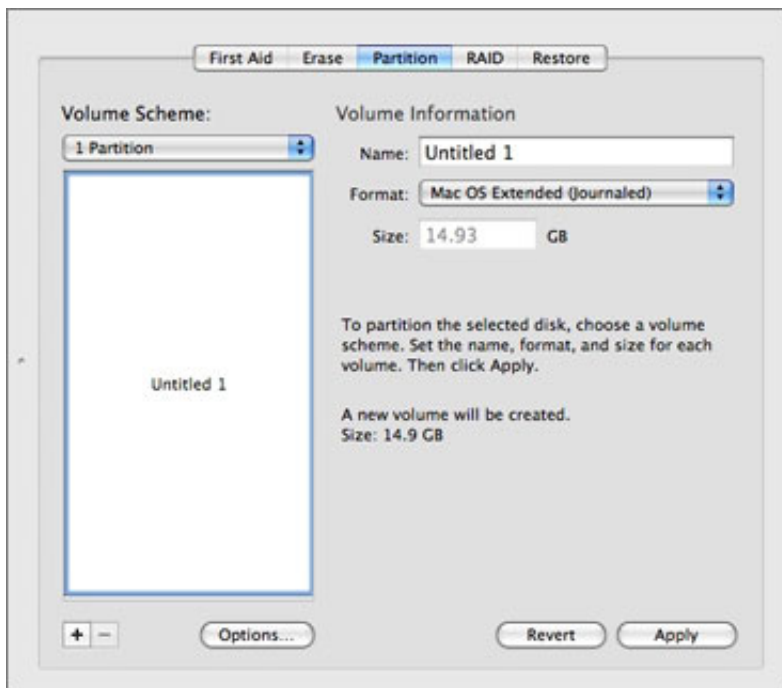 First Aid Erase Partition RAID Restore
Volume Scheme:
1 Partition
Untitled 1
Volume Information
Name: Untitled 1
Format: Mac OS Extended (Journaled)
Size: 14.93 GB
To partition the selected disk, choose a volume
scheme. Set the name, format, and size for each
volume. Then click Apply.
A new volume will be created.
Size: 14.9 GB
+ − Options... Revert Apply